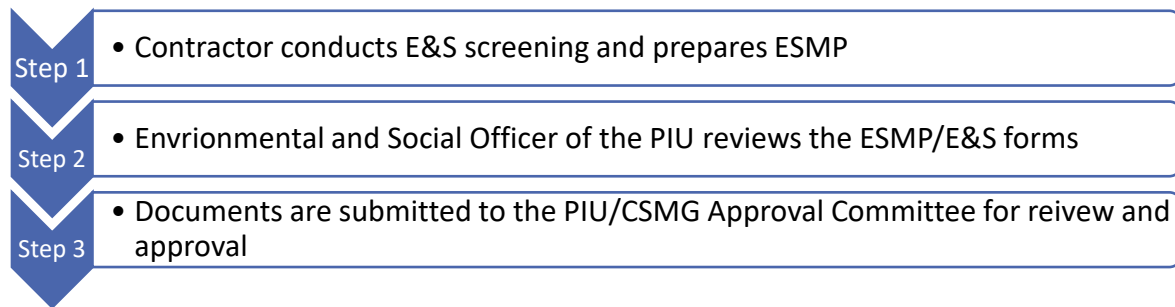 Step 1
• Contractor conducts E&S screening and prepares ESMP
Step 2
• Envrionmental and Social Officer of the PIU reviews the ESMP/E&S forms
Step 3
• Documents are submitted to the PIU/CSMG Approval Committee for reivew and
approval